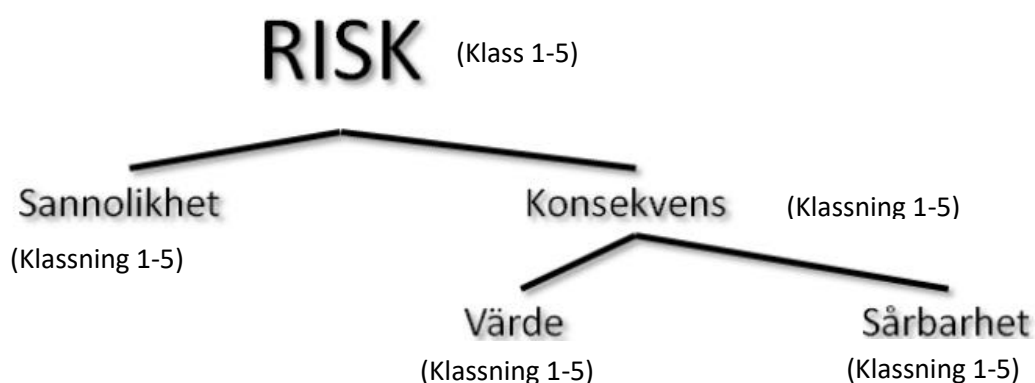 RISK (Klass 1-5)
Sannolikhet
(Klassning 1-5)
Konsekvens (Klassning 1-5)
Värde
(Klassning 1-5)
Sårbarhet
(Klassning 1-5)